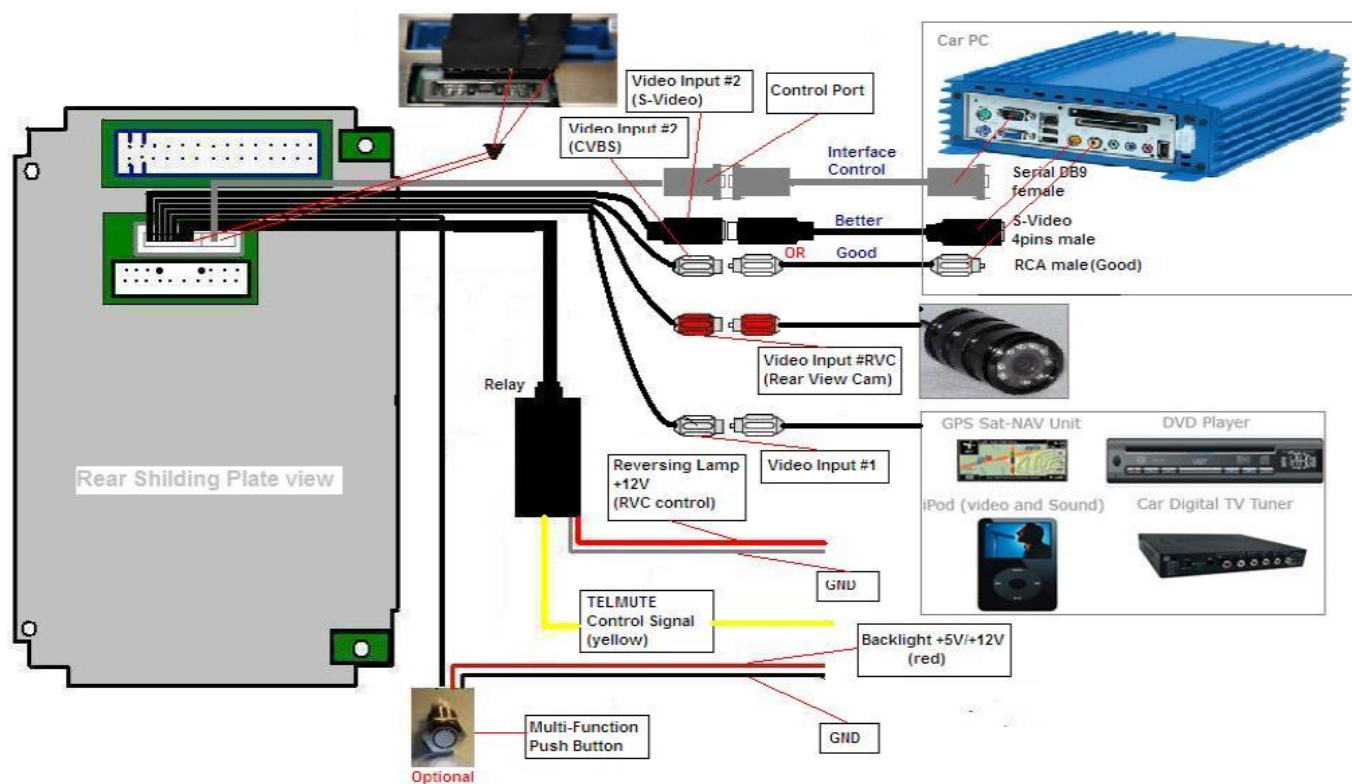 Car PC
Video Input #2
(S-Video)
Control Port
Video Input #2
(CVBS)
Interface
Control
Serial DB9
female
Better
S-Video
4pins male
OR
Good
RCA male(Good)
Video Input #RVC
(Rear View Cam)
Relay
GPS Sat-NAV Unit
DVD Player
Video Input #1
Reversing Lamp
+12V
(RVC control)
Rear Shilding Plate view
iPod (video and Sound)
Car Digital TV Tuner
GND
TELMUTE
Control Signal
(yellow)
Backlight +5V/+12V
(red)
Multi-Function
Push Button
GND
Optional